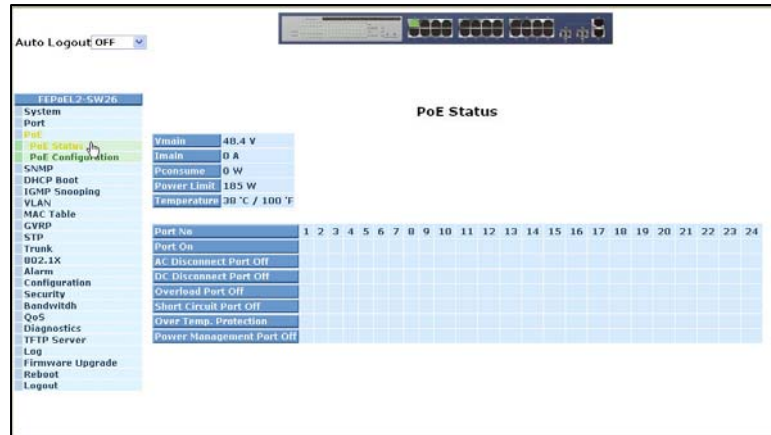 Auto Logout OFF
FEPoEL2-SW26
System
Port
PoE
PoE Status
PoE Configuration
SNMP
DHCP Boot
IGMP Snooping
VLAN
MAC Table
GVRP
STP
Trunk
802.1X
Alarm
Configuration
Security
Bandwitdh
QoS
Diagnostics
TFTP Server
Log
Firmware Upgrade
Reboot
Logout
PoE Status
Vmain 48.4 V
Imain 0 A
Pconsume 0 W
Power Limit 185 W
Temperature 38 'C / 100 'F
Port No 1 2 3 4 5 6 7 8 9 10 11 12 13 14 15 16 17 18 19 20 21 22 23 24
Port On
AC Disconnect Port Off
DC Disconnect Port Off
Overload Port Off
Short Circuit Port Off
Over Temp. Protection
Power Management Port Off